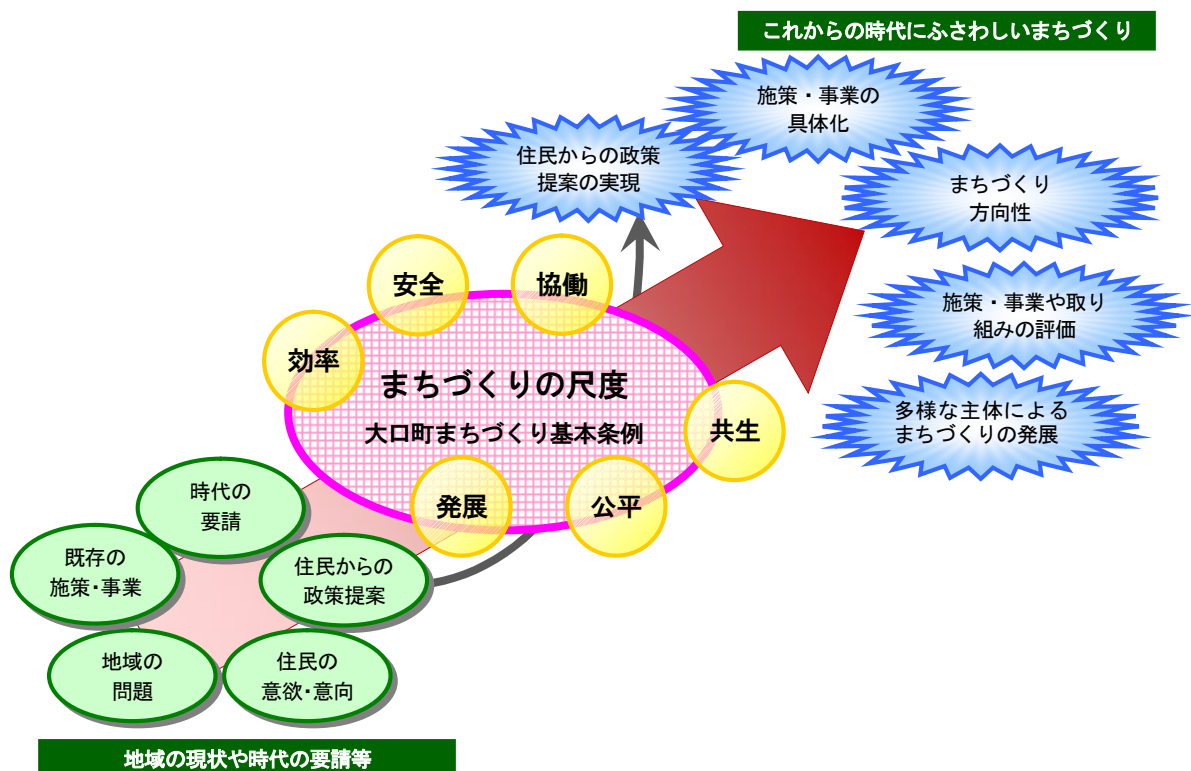 これからの時代にふさわしいまちづくり
施策・事業の
具体化
住民からの政策
提案の実現
まちづくり
方向性
施策・事業や取り
組みの評価
多様な主体による
まちづくりの発展
安全
協働
効率
まちづくりの尺度
大口町まちづくり基本条例
共生
発展
公平
時代の
要請
既存の
施策・事業
住民からの
政策提案
地域の
問題
住民の
意欲・意向
地域の現状や時代の要請等